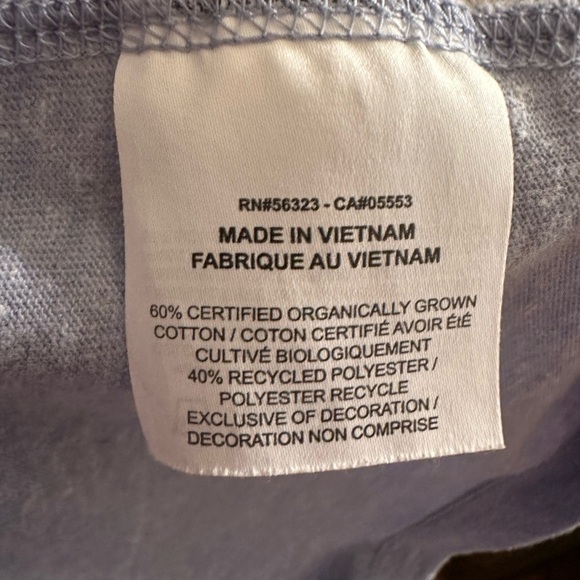 RN#56323 - CA#05553
MADE IN VIETNAM
FABRIQUE AU VIETNAM
60% CERTIFIED ORGANICALLY GROWN
COTTON / COTON CERTIFIÉ AVOIR ÉtÉ
CULTIVÉ BIOLOGIQUEMENT
40% RECYCLED POLYESTER /
POLYESTER RECYCLE
EXCLUSIVE OF DECORATION /
DECORATION NON COMPRISE